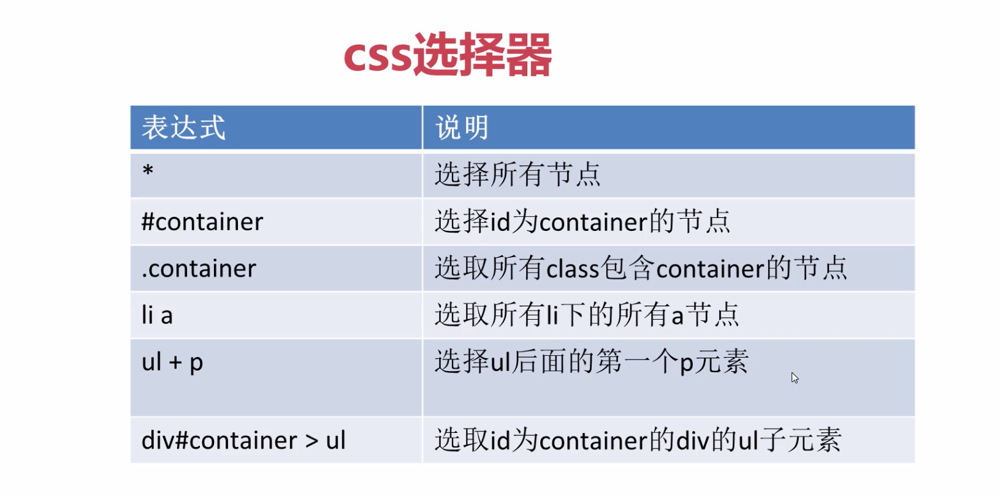 css选择器
表达式 说明
* 选择所有节点
#container 选择id为container的节点
.container 选取所有class包含container的节点
li a 选取所有li下的所有a节点
ul + p 选择ul后面的第一个p元素
div#container > ul 选取id为container的div的ul子元素